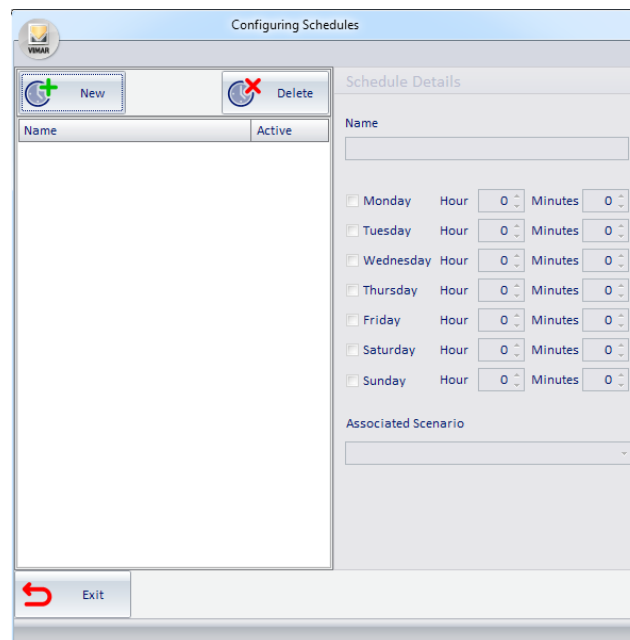 Configuring Schedules
VIMAR
New
Delete
Name Active
Schedule Details
Name
Monday Hour 0 Minutes 0
Tuesday Hour 0 Minutes 0
Wednesday Hour 0 Minutes 0
Thursday Hour 0 Minutes 0
Friday Hour 0 Minutes 0
Saturday Hour 0 Minutes 0
Sunday Hour 0 Minutes 0
Associated Scenario
Exit